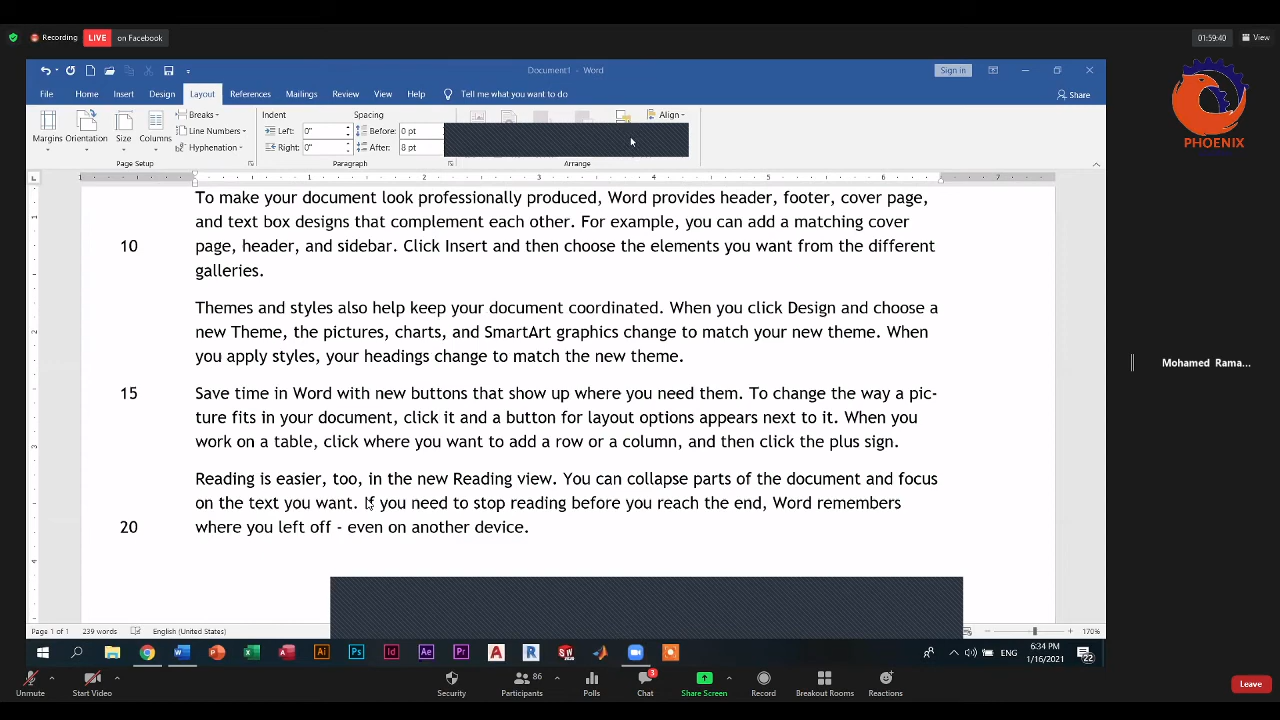 Recording
LIVE
on Facebook
01:59:40
View
Document1 - Word
Sign in
File
Home
Insert
Design
Layout
References
Mailings
Review
View
Help
Tell me what you want to do
Share
Margins
Orientation
Size
Columns
Breaks
Line Numbers
Hyphenation
Page Setup
Indent
Left:
0"
Right:
0"
Spacing
Before:
0 pt
After:
8 pt
Paragraph
Align
Arrange
PHOENIX
1
2
3
4
5
6
7
To make your document look professionally produced, Word provides header, footer, cover page,
and text box designs that complement each other. For example, you can add a matching cover
10 page, header, and sidebar. Click Insert and then choose the elements you want from the different
galleries.
Themes and styles also help keep your document coordinated. When you click Design and choose a
new Theme, the pictures, charts, and SmartArt graphics change to match your new theme. When
you apply styles, your headings change to match the new theme.
15 Save time in Word with new buttons that show up where you need them. To change the way a pic-
ture fits in your document, click it and a button for layout options appears next to it. When you
work on a table, click where you want to add a row or a column, and then click the plus sign.
Reading is easier, too, in the new Reading view. You can collapse parts of the document and focus
on the text you want. If you need to stop reading before you reach the end, Word remembers
20 where you left off - even on another device.
Mohamed Rama...
Page 1 of 1
239 words
English (United States)
170%
Ai
Ps
Id
Ae
Pr
ENG
6:34 PM
1/16/2021
22
Unmute
Start Video
Security
86
Participants
Polls
3
Chat
Share Screen
Record
Breakout Rooms
Reactions
Leave